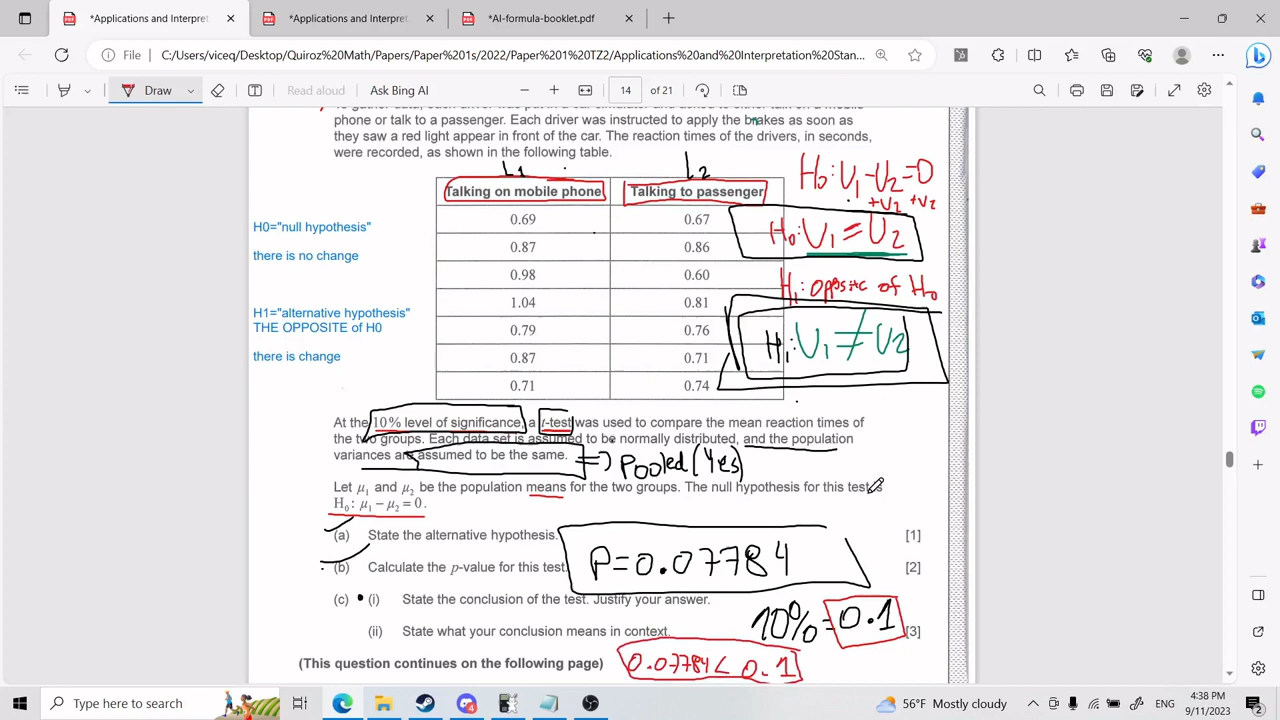 *Applications and Interpret
*Applications and Interpret
*AI-formula-booklet.pdf
File
C:/Users/viceq/Desktop/Quiroz%20Math/Papers/Paper%201s/2022/Paper%201%20TZ2/Applications%20and%20Interpretation%20Stan...
Draw
Read aloud
Ask Bing AI
14
of 21
phone or talk to a passenger. Each driver was instructed to apply the brakes as soon as
they saw a red light appear in front of the car. The reaction times of the drivers, in seconds,
were recorded, as shown in the following table.
L1
L2
H0: U1-U2=0
+U2 +U2
Talking on mobile phone
Talking to passenger
0.69
0.67
H0="null hypothesis"
H0: U1=U2
0.87
0.86
there is no change
0.98
0.60
H1: opposite of H0
1.04
0.81
H1="alternative hypothesis"
THE OPPOSITE of H0
0.79
0.76
H1: U1≠U2
there is change
0.87
0.71
0.71
0.74
At the 10% level of significance, a t-test was used to compare the mean reaction times of
the two groups. Each data set is assumed to be normally distributed, and the population
variances are assumed to be the same.
=> Pooled (Yes)
Let μ1 and μ2 be the population means for the two groups. The null hypothesis for this test is
H0: μ1 − μ2 = 0.
(a) State the alternative hypothesis. [1]
P=0.07784
(b) Calculate the p-value for this test. [2]
(c) (i) State the conclusion of the test. Justify your answer.
10%=0.1
(ii) State what your conclusion means in context. [3]
(This question continues on the following page)
0.07784 < 0.1
Type here to search
56°F Mostly cloudy
ENG
4:38 PM
9/11/2023
2